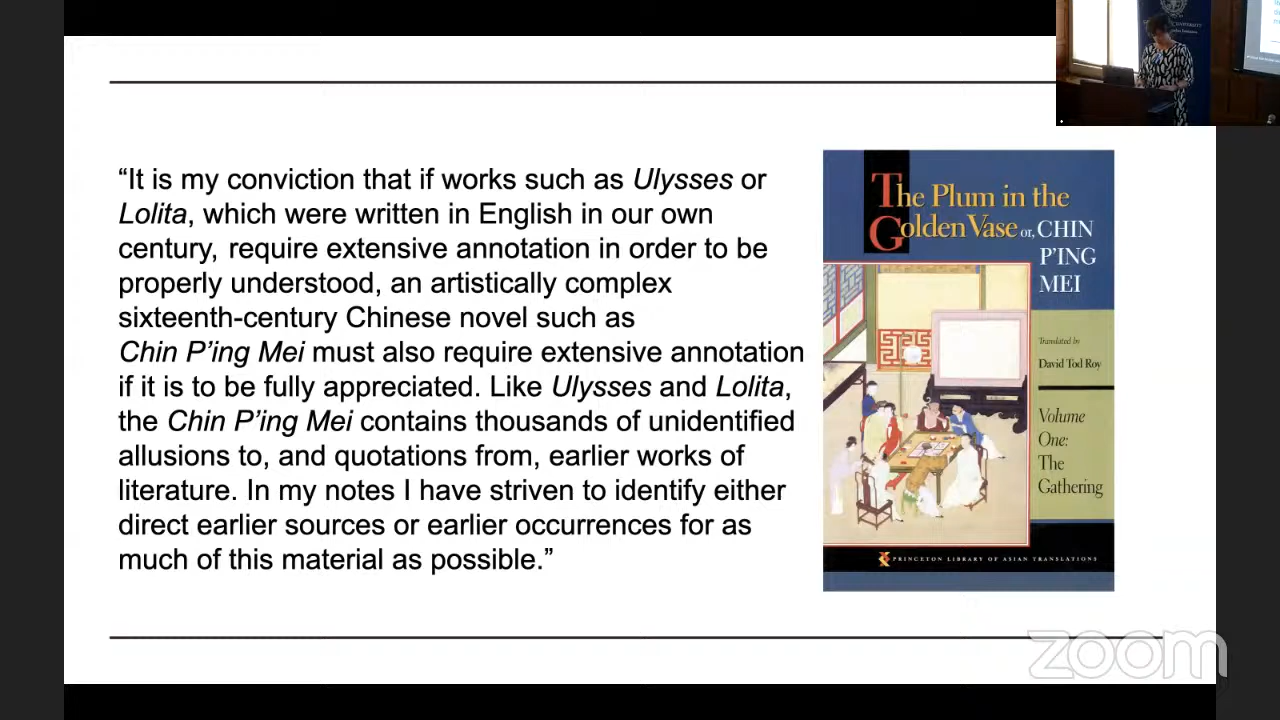 “It is my conviction that if works such as Ulysses or
Lolita, which were written in English in our own
century, require extensive annotation in order to be
properly understood, an artistically complex
sixteenth-century Chinese novel such as
Chin P’ing Mei must also require extensive annotation
if it is to be fully appreciated. Like Ulysses and Lolita,
the Chin P’ing Mei contains thousands of unidentified
allusions to, and quotations from, earlier works of
literature. In my notes I have striven to identify either
direct earlier sources or earlier occurrences for as
much of this material as possible.”
The Plum in the
Golden Vase or, CHIN
P’ING
MEI
Translated by
David Tod Roy
Volume
One:
The
Gathering
PRINCETON LIBRARY OF ASIAN TRANSLATIONS
zoom